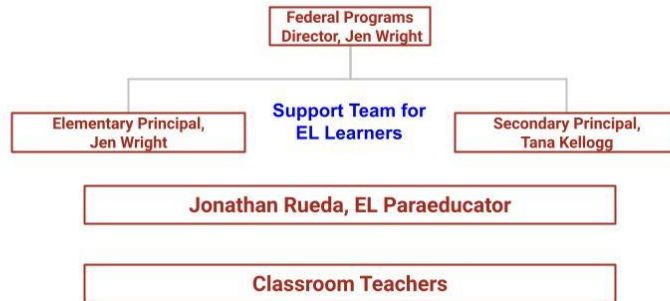 Federal Programs
Director, Jen Wright
Support Team for
EL Learners
Elementary Principal,
Jen Wright
Secondary Principal,
Tana Kellogg
Jonathan Rueda, EL Paraeducator
Classroom Teachers